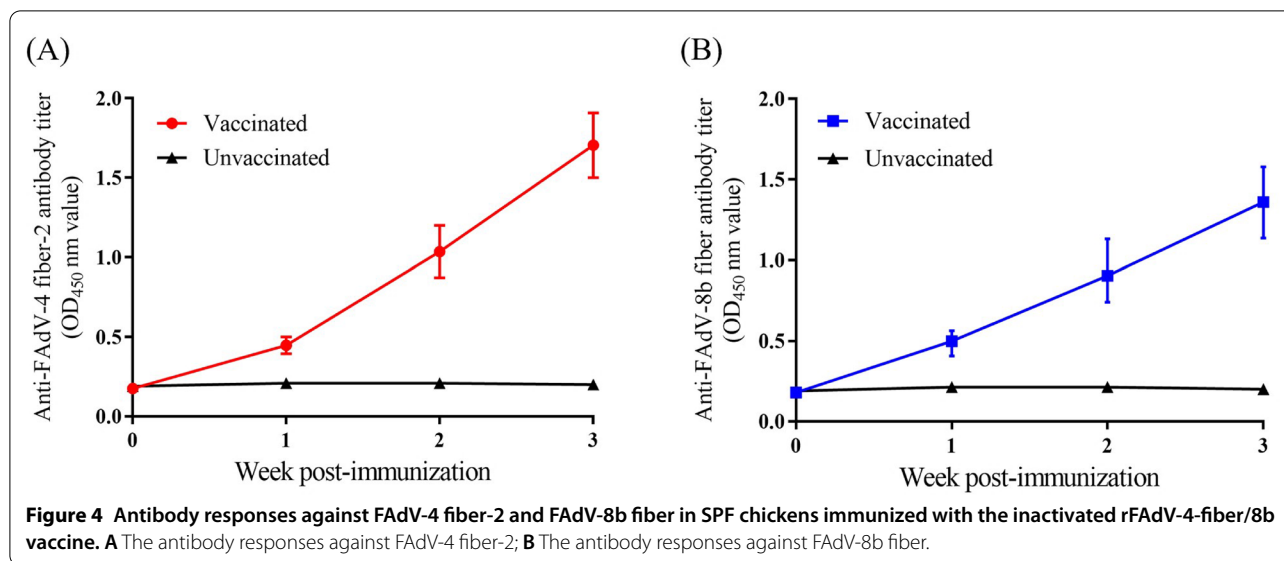 (A)
Anti-FAdV-4 fiber-2 antibody titer
(OD450 nm value)
2.0
1.5
1.0
0.5
0.0
Vaccinated
Unvaccinated
0 1 2 3
Week post-immunization
(B)
Anti-FAdV-8b fiber antibody titer
(OD450 nm value)
2.0
1.5
1.0
0.5
0.0
Vaccinated
Unvaccinated
0 1 2 3
Week post-immunization
Figure 4 Antibody responses against FAdV-4 fiber-2 and FAdV-8b fiber in SPF chickens immunized with the inactivated rFAdV-4-fiber/8b
vaccine. A The antibody responses against FAdV-4 fiber-2; B The antibody responses against FAdV-8b fiber.